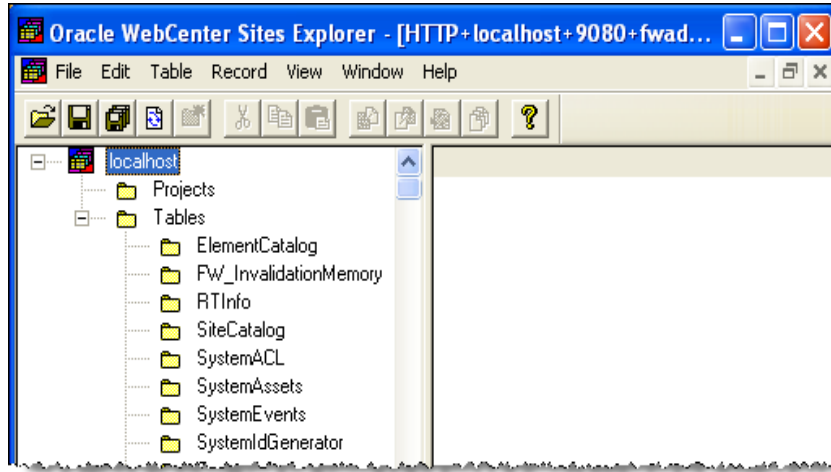 Oracle WebCenter Sites Explorer - [HTTP+localhost+9080+fwad...
File Edit Table Record View Window Help
localhost
Projects
Tables
ElementCatalog
FW_InvalidationMemory
RTInfo
SiteCatalog
SystemACL
SystemAssets
SystemEvents
SystemIdGenerator